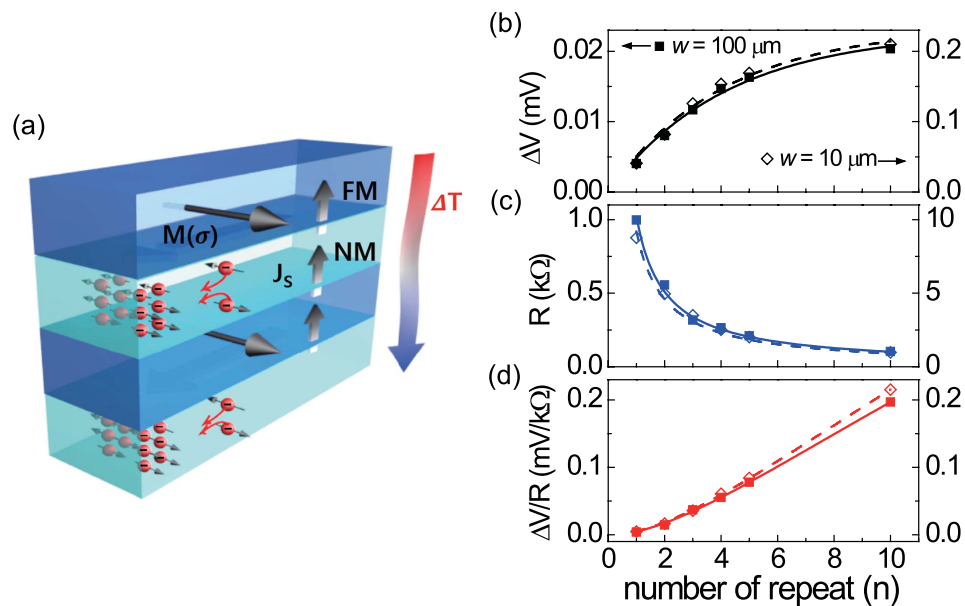 (a)
FM
ΔT
M(σ)
NM
J_S
(b)
w = 100 μm
w = 10 μm
ΔV (mV)
0.02
0.01
0.00
0.2
0.1
0.0
(c)
R (kΩ)
1.0
0.5
0.0
10
5
0
(d)
ΔV/R (mV/kΩ)
0.2
0.1
0.0
0.2
0.1
0.0
0 2 4 6 8 10
number of repeat (n)